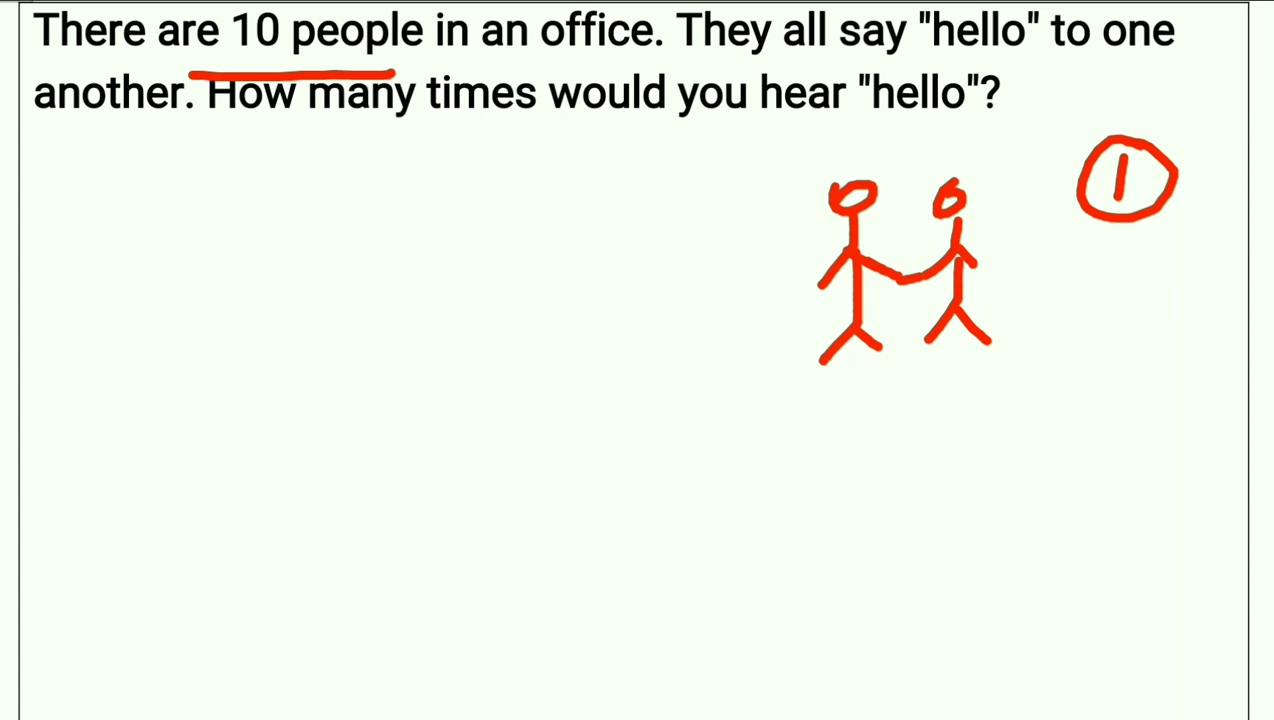 There are 10 people in an office. They all say "hello" to one
another. How many times would you hear "hello"?
1